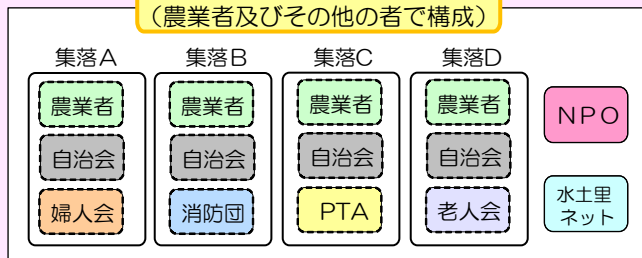 （農業者及びその他の者で構成）
集落A
農業者
自治会
婦人会
集落B
農業者
自治会
消防団
集落C
農業者
自治会
PTA
集落D
農業者
自治会
老人会
NPO
水土里
ネット